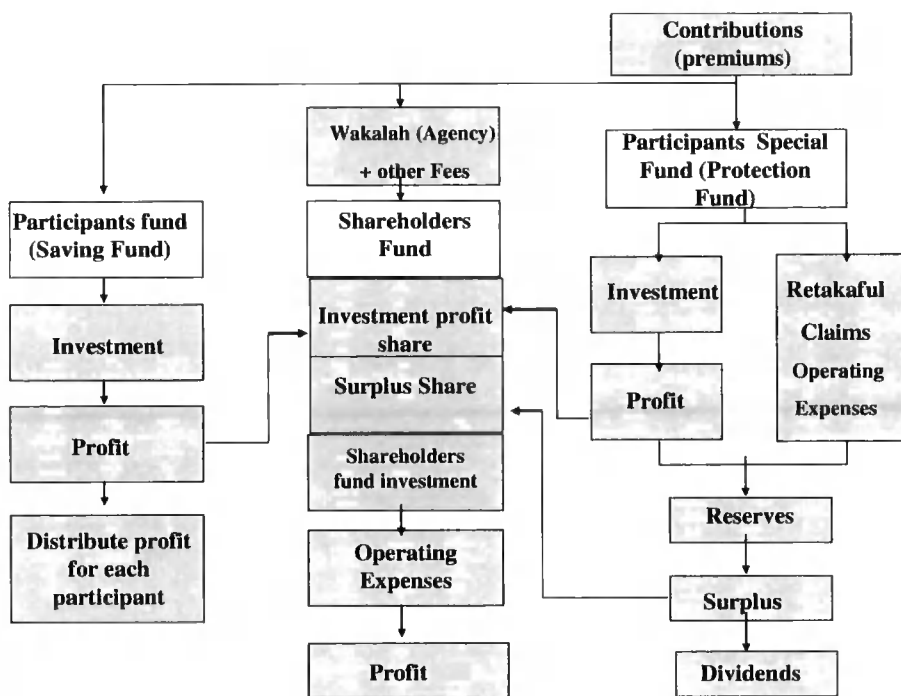 Contributions
(premiums)
Wakalah (Agency)
+ other Fees
Participants Special
Fund (Protection
Fund)
Participants fund
(Saving Fund)
Shareholders
Fund
Investment
Retakaful
Claims
Operating
Expenses
Investment profit
share
Investment
Surplus Share
Profit
Profit
Shareholders
fund investment
Reserves
Distribute profit
for each
participant
Operating
Expenses
Surplus
Profit
Dividends